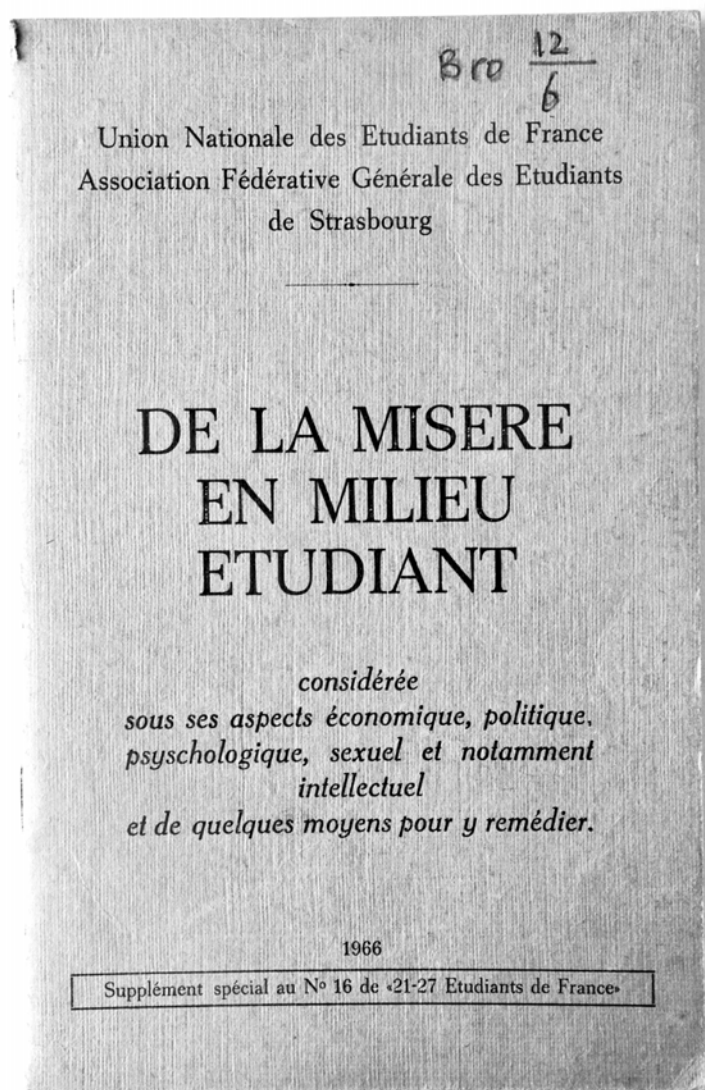 Bro 12
6
Union Nationale des Etudiants de France
Association Fédérative Générale des Etudiants
de Strasbourg
DE LA MISERE
EN MILIEU
ETUDIANT
considérée
sous ses aspects économique, politique,
psyschologique, sexuel et notamment
intellectuel
et de quelques moyens pour y remédier.
1966
Supplément spécial au Nº 16 de «21-27 Etudiants de France»